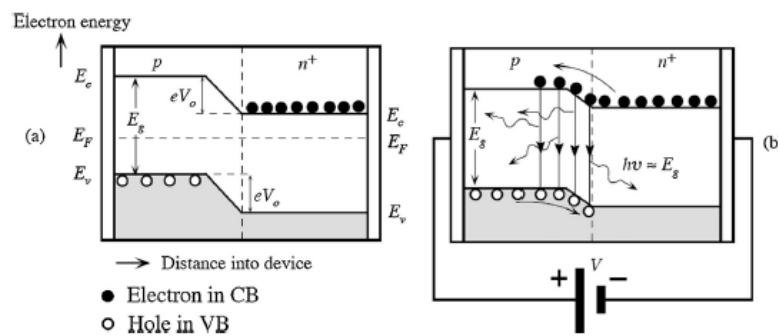 Electron energy
p
n+
Ec
eVo
Eg
Ec
(a)
EF
EF
Ev
eVo
Ev
Distance into device
Electron in CB
Hole in VB
p
n+
Eg
hυ ≈ Eg
(b
V
+
−